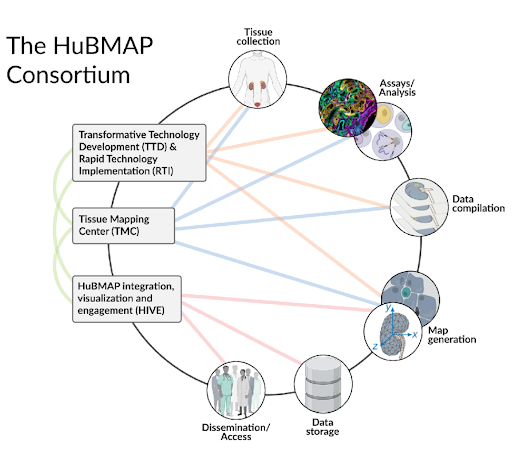 The HuBMAP
Consortium
Tissue
collection
Assays/
Analysis
Transformative Technology
Development (TTD) &
Rapid Technology
Implementation (RTI)
Data
compilation
Tissue Mapping
Center (TMC)
HuBMAP integration,
visualization and
engagement (HIVE)
y
x
z
Map
generation
Dissemination/
Access
Data
storage